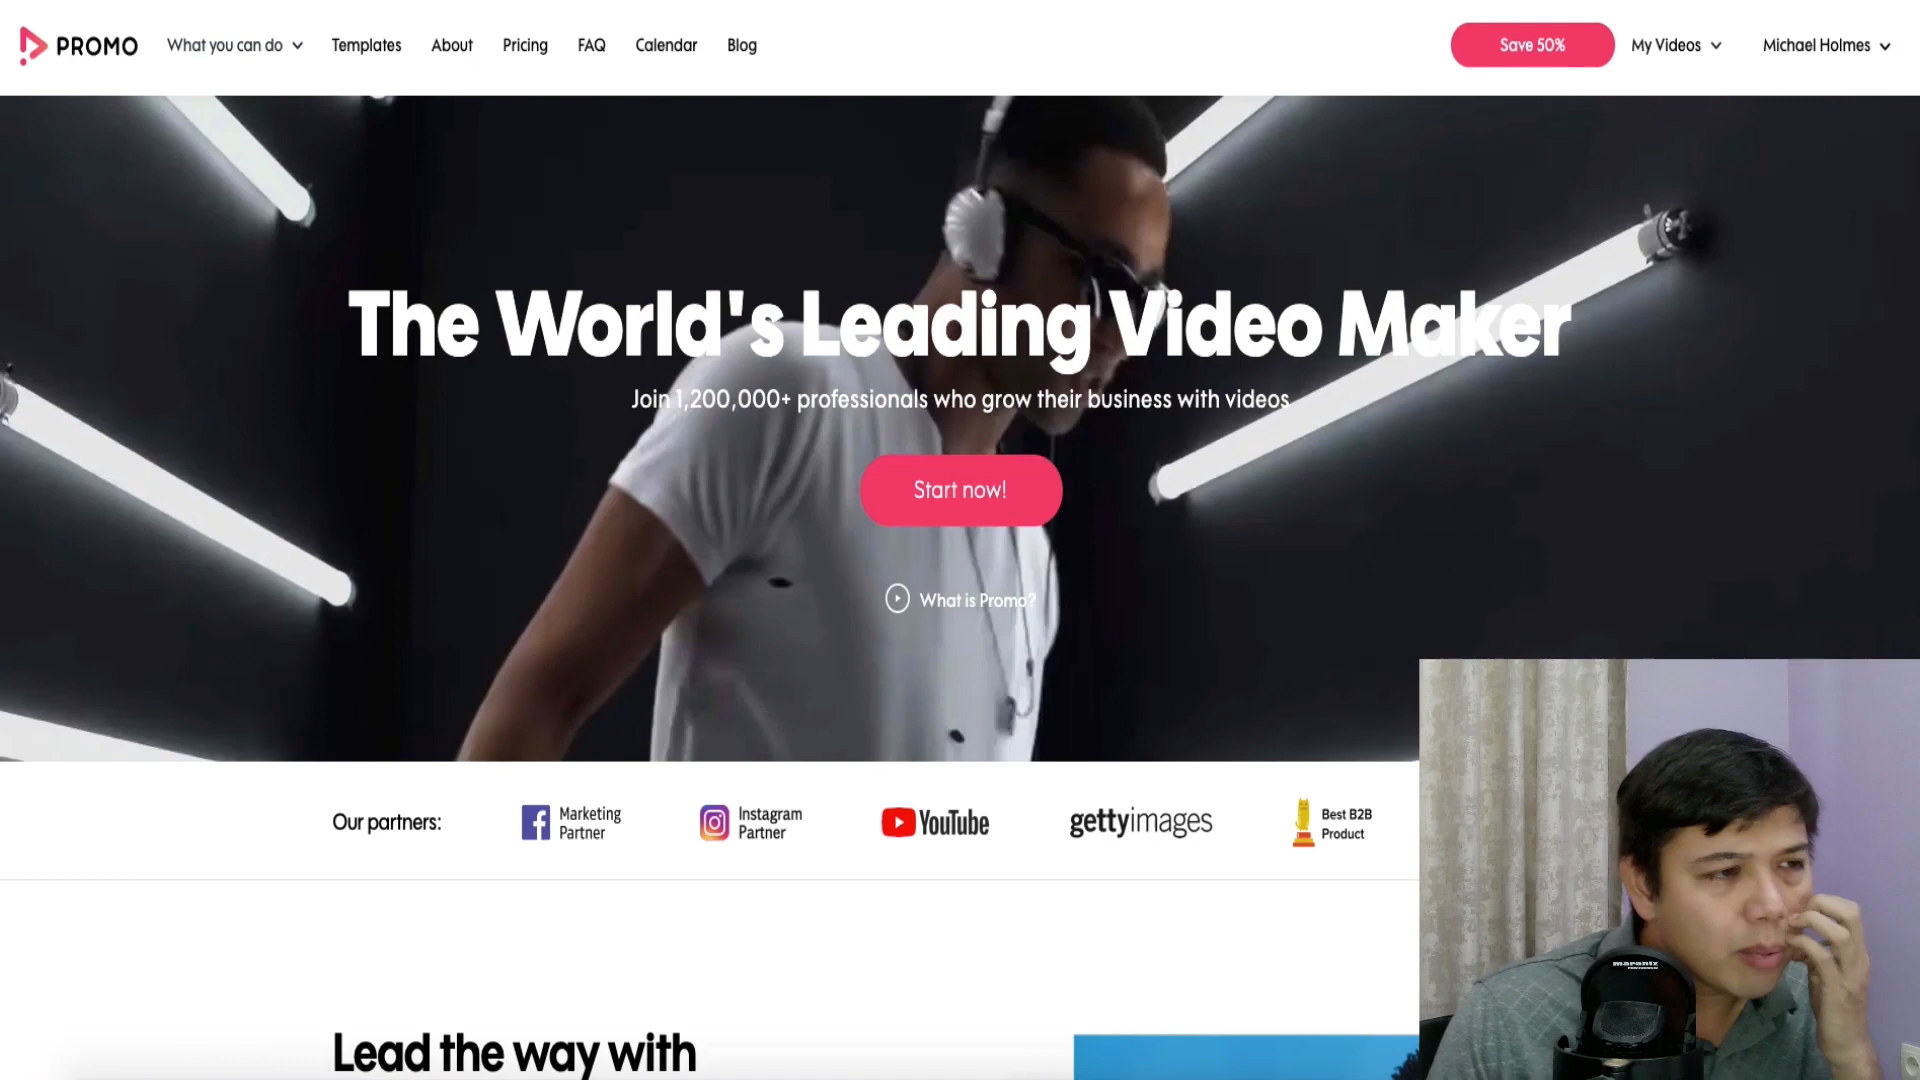 PROMO
What you can do
Templates
About
Pricing
FAQ
Calendar
Blog
Save 50%
My Videos
Michael Holmes
The World's Leading Video Maker
Join 1,200,000+ professionals who grow their business with videos
Start now!
What is Promo?
Our partners:
Marketing
Partner
Instagram
Partner
YouTube
gettyimages
Best B2B
Product
marantz
Lead the way with